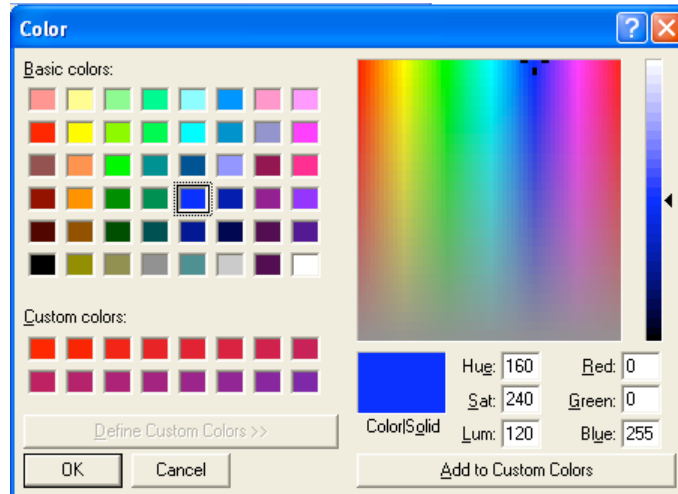 Color
Basic colors:
Custom colors:
Define Custom Colors >>
OK Cancel
Color|Solid
Hue: 160 Red: 0
Sat: 240 Green: 0
Lum: 120 Blue: 255
Add to Custom Colors